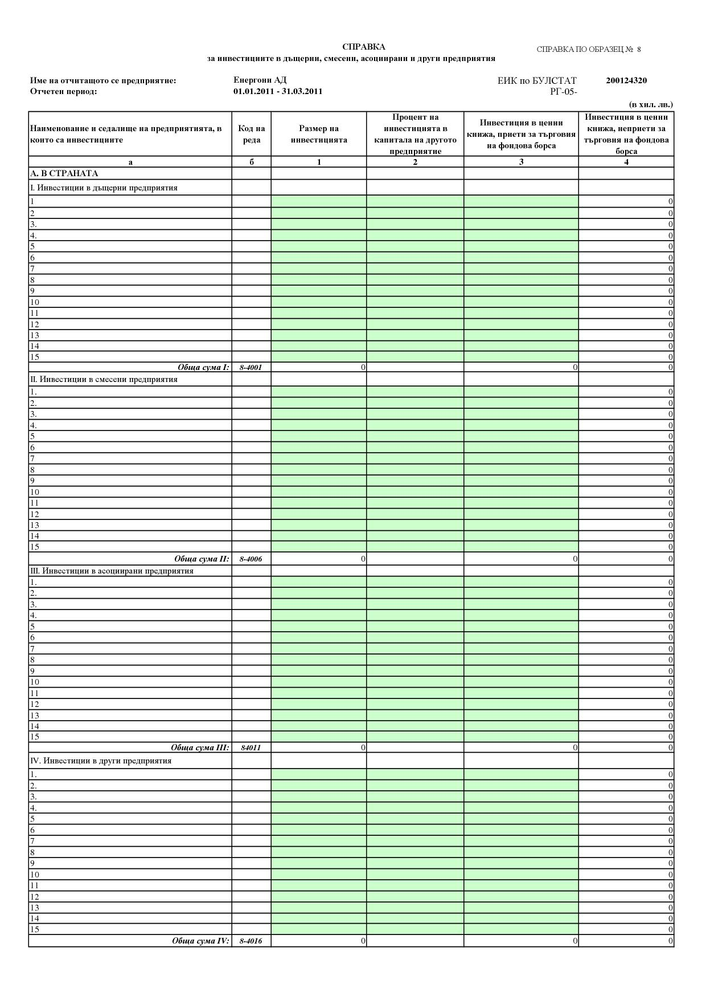 СПРАВКА
СПРАВКА ПО ОБРАЗЕЦ № 8
за инвестициите в дъщерни, смесени, асоциирани и други предприятия
Име на отчитащото се предприятие: Енергони АД ЕИК по БУЛСТАТ 200124320
Отчетен период: 01.01.2011 - 31.03.2011 РГ-05-
(в хил. лв.)
Наименование и седалище на предприятията, в които са инвестициите
Код на реда
Размер на инвестицията
Процент на инвестицията в капитала на другото предприятие
Инвестиция в ценни книжа, приети за търговия на фондова борса
Инвестиция в ценни книжа, неприети за търговия на фондова борса
а б 1 2 3 4
А. В СТРАНАТА
I. Инвестиции в дъщерни предприятия
1 0
2 0
3. 0
4. 0
5 0
6 0
7 0
8 0
9 0
10 0
11 0
12 0
13 0
14 0
15 0
Обща сума I: 8-4001 0 0 0
II. Инвестиции в смесени предприятия
1. 0
2. 0
3. 0
4. 0
5 0
6 0
7 0
8 0
9 0
10 0
11 0
12 0
13 0
14 0
15 0
Обща сума II: 8-4006 0 0 0
III. Инвестиции в асоциирани предприятия
1. 0
2. 0
3. 0
4. 0
5 0
6 0
7 0
8 0
9 0
10 0
11 0
12 0
13 0
14 0
15 0
Обща сума III: 84011 0 0 0
IV. Инвестиции в други предприятия
1. 0
2. 0
3. 0
4. 0
5 0
6 0
7 0
8 0
9 0
10 0
11 0
12 0
13 0
14 0
15 0
Обща сума IV: 8-4016 0 0 0